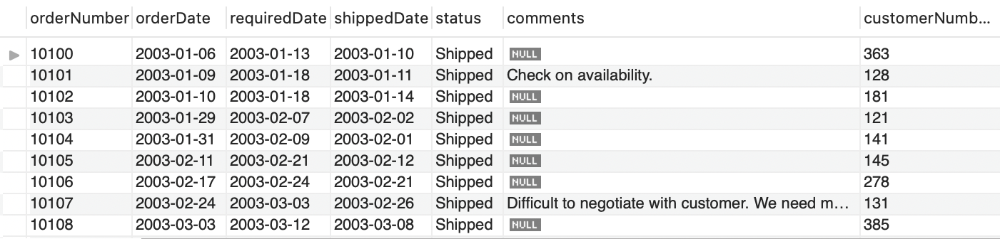 orderNumber orderDate requiredDate shippedDate status comments customerNumb...
10100 2003-01-06 2003-01-13 2003-01-10 Shipped NULL 363
10101 2003-01-09 2003-01-18 2003-01-11 Shipped Check on availability. 128
10102 2003-01-10 2003-01-18 2003-01-14 Shipped NULL 181
10103 2003-01-29 2003-02-07 2003-02-02 Shipped NULL 121
10104 2003-01-31 2003-02-09 2003-02-01 Shipped NULL 141
10105 2003-02-11 2003-02-21 2003-02-12 Shipped NULL 145
10106 2003-02-17 2003-02-24 2003-02-21 Shipped NULL 278
10107 2003-02-24 2003-03-03 2003-02-26 Shipped Difficult to negotiate with customer. We need m... 131
10108 2003-03-03 2003-03-12 2003-03-08 Shipped NULL 385